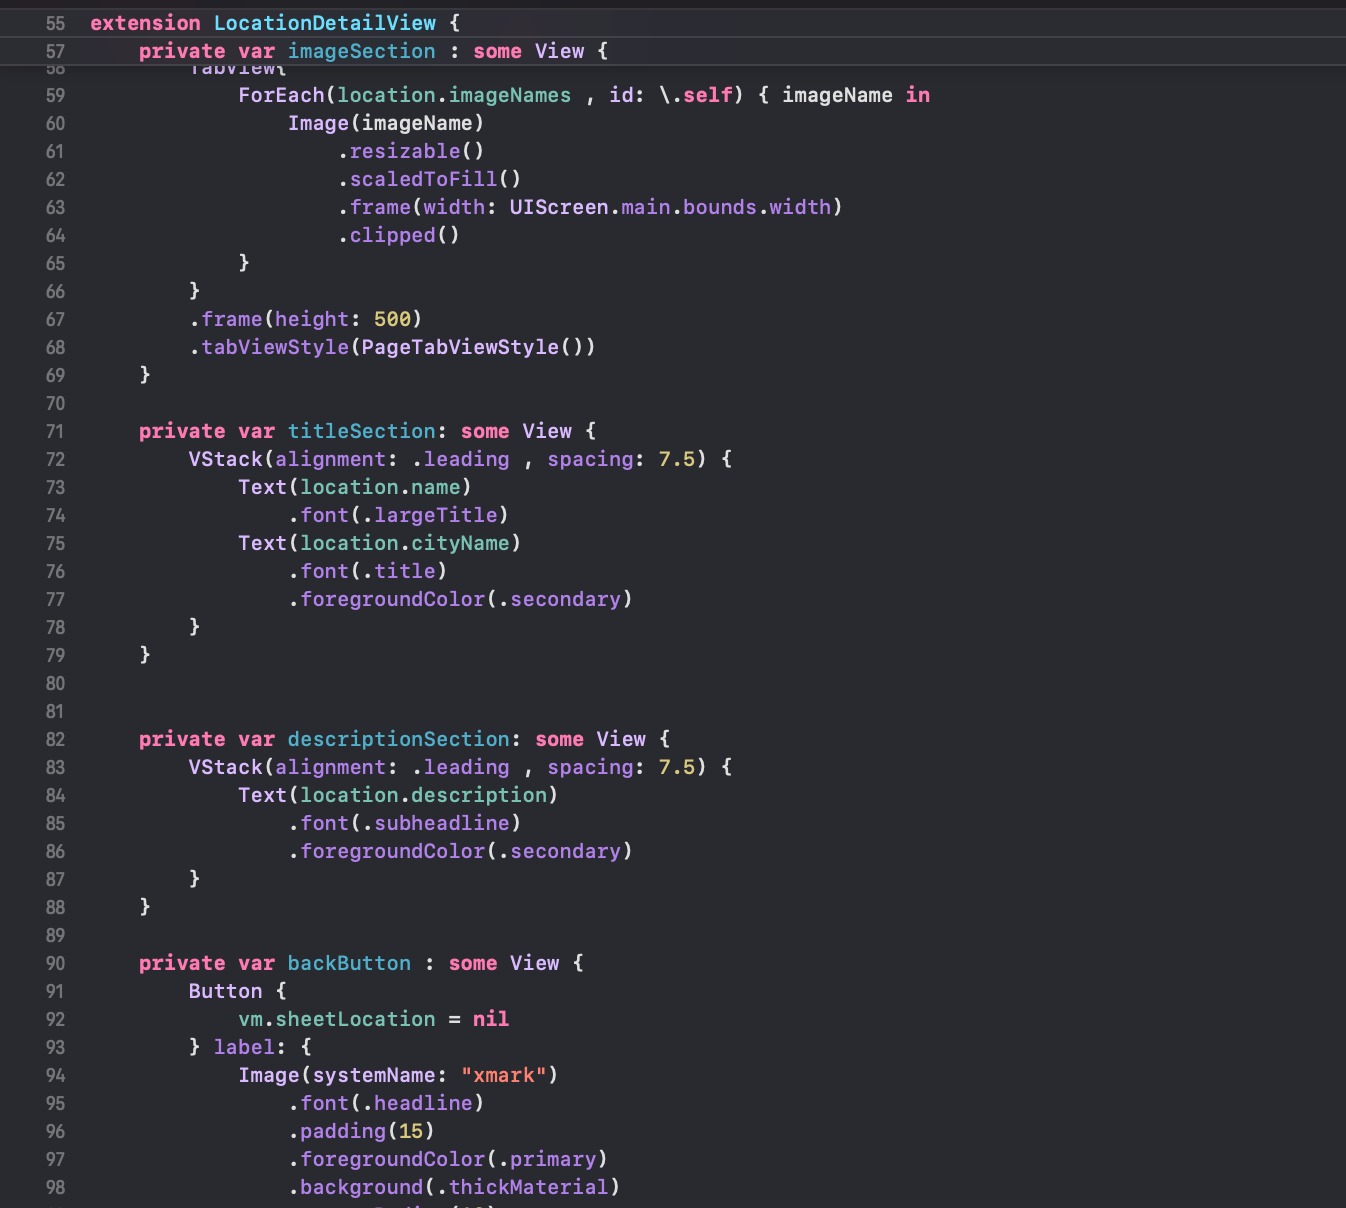 55 extension LocationDetailView {
57     private var imageSection : some View {
58         TabView{
59             ForEach(location.imageNames , id: \.self) { imageName in
60                 Image(imageName)
61                     .resizable()
62                     .scaledToFill()
63                     .frame(width: UIScreen.main.bounds.width)
64                     .clipped()
65             }
66         }
67         .frame(height: 500)
68         .tabViewStyle(PageTabViewStyle())
69     }
70
71     private var titleSection: some View {
72         VStack(alignment: .leading , spacing: 7.5) {
73             Text(location.name)
74                 .font(.largeTitle)
75             Text(location.cityName)
76                 .font(.title)
77                 .foregroundColor(.secondary)
78         }
79     }
80
81
82     private var descriptionSection: some View {
83         VStack(alignment: .leading , spacing: 7.5) {
84             Text(location.description)
85                 .font(.subheadline)
86                 .foregroundColor(.secondary)
87         }
88     }
89
90     private var backButton : some View {
91         Button {
92             vm.sheetLocation = nil
93         } label: {
94             Image(systemName: "xmark")
95                 .font(.headline)
96                 .padding(15)
97                 .foregroundColor(.primary)
98                 .background(.thickMaterial)